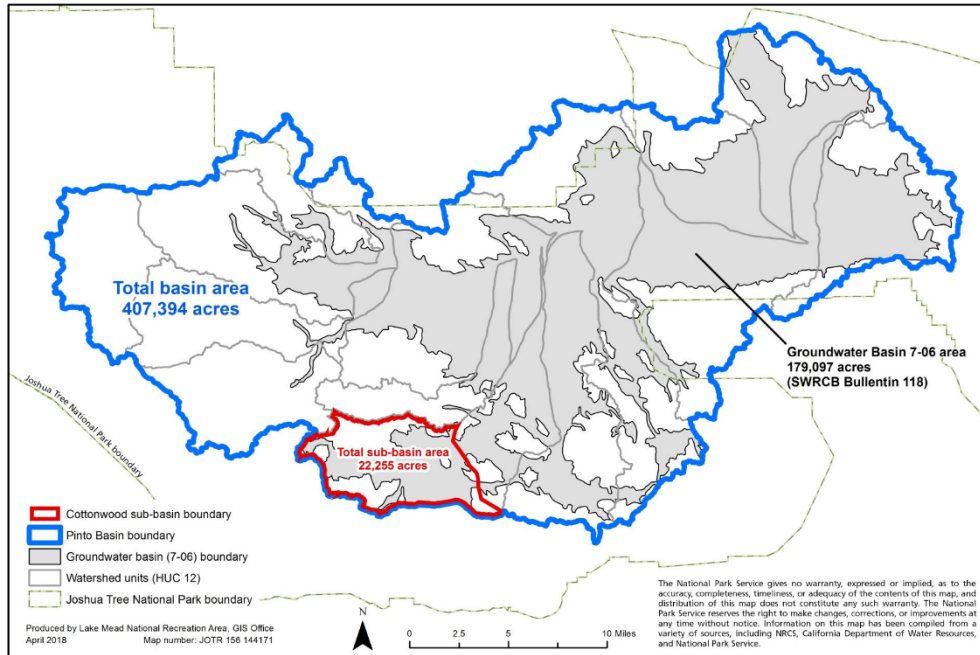 Total basin area
407,394 acres
Groundwater Basin 7-06 area
179,097 acres
(SWRCB Bullentin 118)
Joshua Tree National Park
boundary
Total sub-basin area
22,255 acres
Cottonwood sub-basin boundary
Pinto Basin boundary
Groundwater basin (7-06) boundary
Watershed units (HUC 12)
Joshua Tree National Park boundary
Produced by Lake Mead National Recreation Area, GIS Office
April 2018 Map number: JOTR 156 144171
N
0 2.5 5 10 Miles
The National Park Service gives no warranty, expressed or implied, as to the
accuracy, completeness, timeliness, or adequacy of the contents of this map, and
distribution of this map does not constitute any such warranty. The National
Park Service reserves the right to make changes, corrections, or improvements at
any time without notice. Information on this map has been compiled from a
variety of sources, including NRCS, California Department of Water Resources,
and National Park Service.